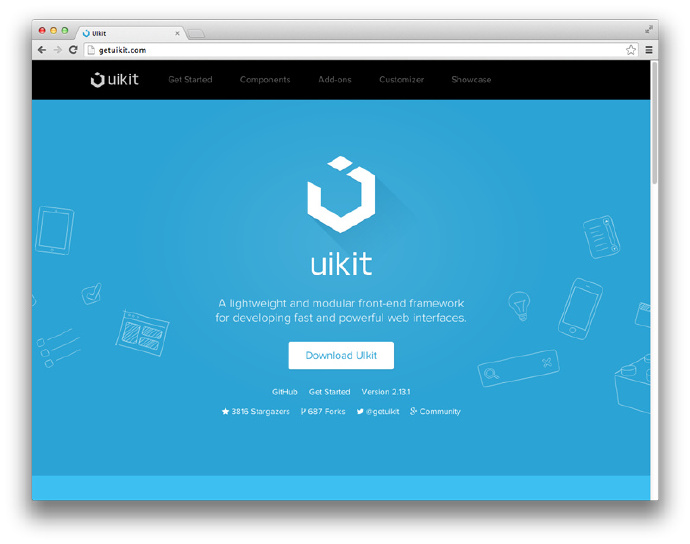 UIkit
getuikit.com
uikit Get Started Components Add-ons Customizer Showcase
uikit
A lightweight and modular front-end framework
for developing fast and powerful web interfaces.
Download UIkit
GitHub Get Started Version 2.13.1
3816 Stargazers 687 Forks @getuikit Community